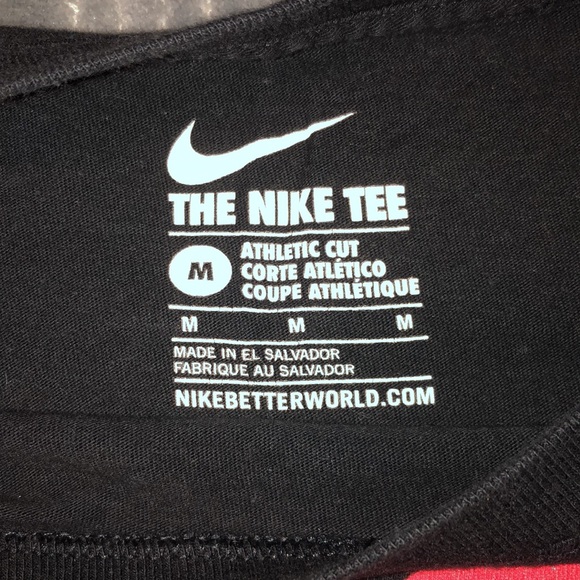 THE NIKE TEE
M
ATHLETIC CUT
CORTE ATLÉTICO
COUPE ATHLÉTIQUE
M M M
MADE IN EL SALVADOR
FABRIQUE AU SALVADOR
NIKEBETTERWORLD.COM